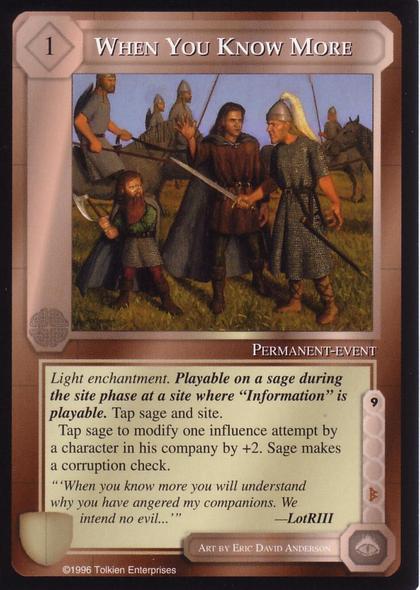 1
When You Know More
Permanent-event
Light enchantment. Playable on a sage during
the site phase at a site where “Information” is
playable. Tap sage and site.
Tap sage to modify one influence attempt by
a character in his company by +2. Sage makes
a corruption check.
“‘When you know more you will understand
why you have angered my companions. We
intend no evil...’” —LotRIII
9
Art by Eric David Anderson
©1996 Tolkien Enterprises